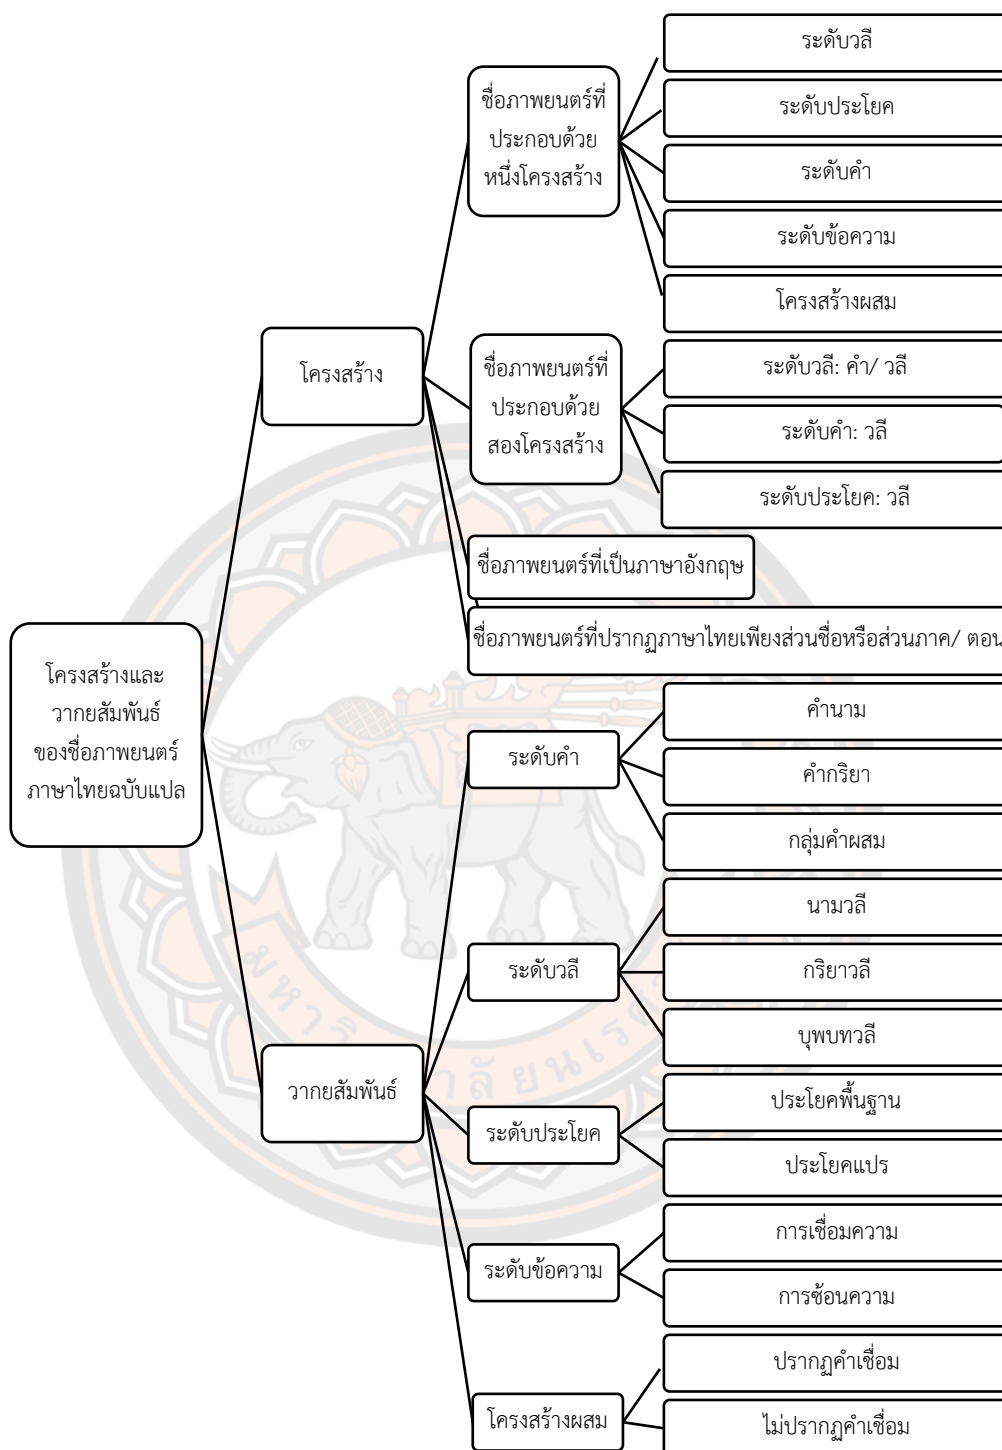 โครงสร้างและ
วากยสัมพันธ์
ของชื่อภาพยนตร์
ภาษาไทยฉบับแปล
โครงสร้าง
ชื่อภาพยนตร์ที่
ประกอบด้วย
หนึ่งโครงสร้าง
ระดับวลี
ระดับประโยค
ระดับคำ
ระดับข้อความ
โครงสร้างผสม
ชื่อภาพยนตร์ที่
ประกอบด้วย
สองโครงสร้าง
ระดับวลี: คำ/ วลี
ระดับคำ: วลี
ระดับประโยค: วลี
ชื่อภาพยนตร์ที่เป็นภาษาอังกฤษ
ชื่อภาพยนตร์ที่ปรากฏภาษาไทยเพียงส่วนชื่อหรือส่วนภาค/ ตอน
วากยสัมพันธ์
ระดับคำ
คำนาม
คำกริยา
กลุ่มคำผสม
ระดับวลี
นามวลี
กริยาวลี
บุพบทวลี
ระดับประโยค
ประโยคพื้นฐาน
ประโยคแปร
ระดับข้อความ
การเชื่อมความ
การซ้อนความ
โครงสร้างผสม
ปรากฏคำเชื่อม
ไม่ปรากฏคำเชื่อม